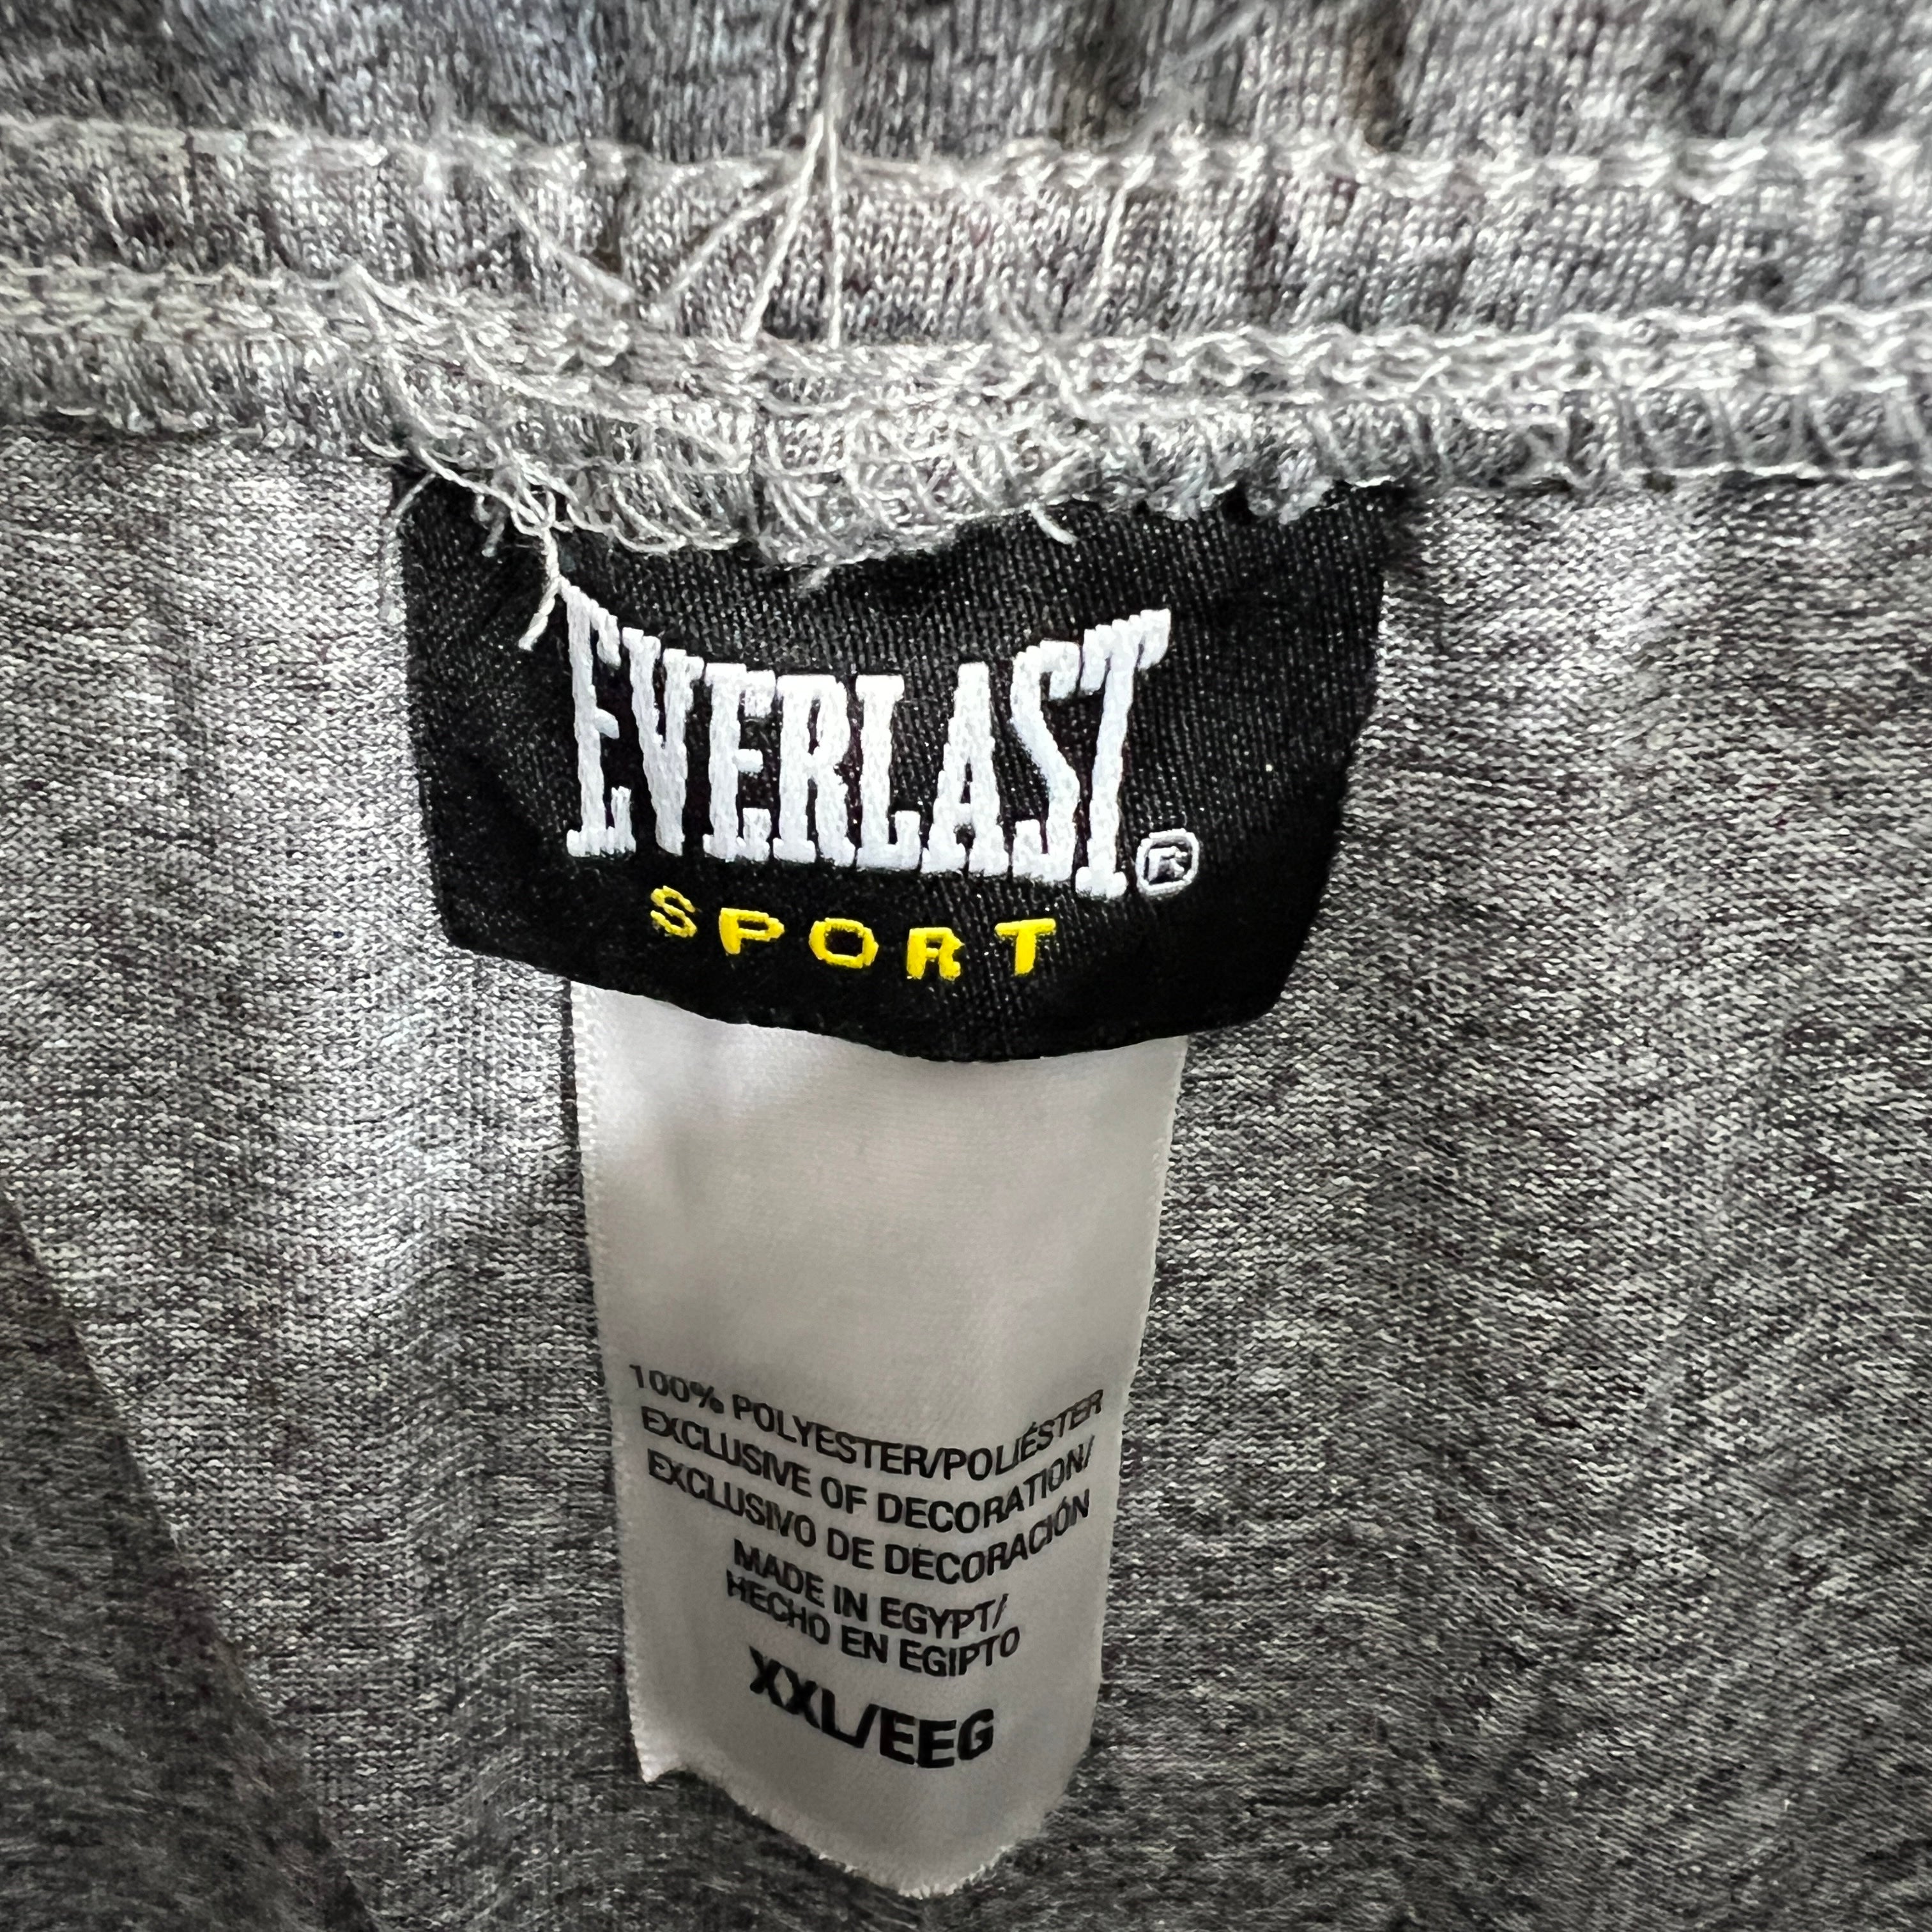 EVERLAST®
SPORT
100% POLYESTER/POLIÉSTER
EXCLUSIVE OF DECORATION/
EXCLUSIVO DE DECORACIÓN
MADE IN EGYPT/
HECHO EN EGIPTO
XXL/EEG